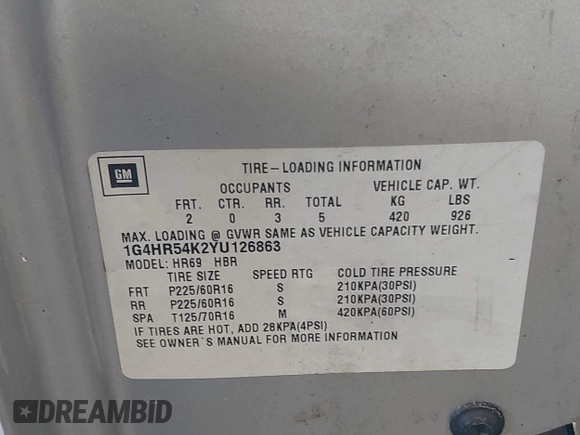 GM
TIRE-LOADING INFORMATION
OCCUPANTS VEHICLE CAP. WT.
FRT. CTR. RR. TOTAL KG LBS
2 0 3 5 420 926
MAX. LOADING @ GVWR SAME AS VEHICLE CAPACITY WEIGHT.
1G4HR54K2YU126863
MODEL: HR69 HBR
TIRE SIZE SPEED RTG COLD TIRE PRESSURE
FRT P225/60R16 S 210KPA(30PSI)
RR P225/60R16 S 210KPA(30PSI)
SPA T125/70R16 M 420KPA(60PSI)
IF TIRES ARE HOT, ADD 28KPA(4PSI)
SEE OWNER'S MANUAL FOR MORE INFORMATION
DREAMBID